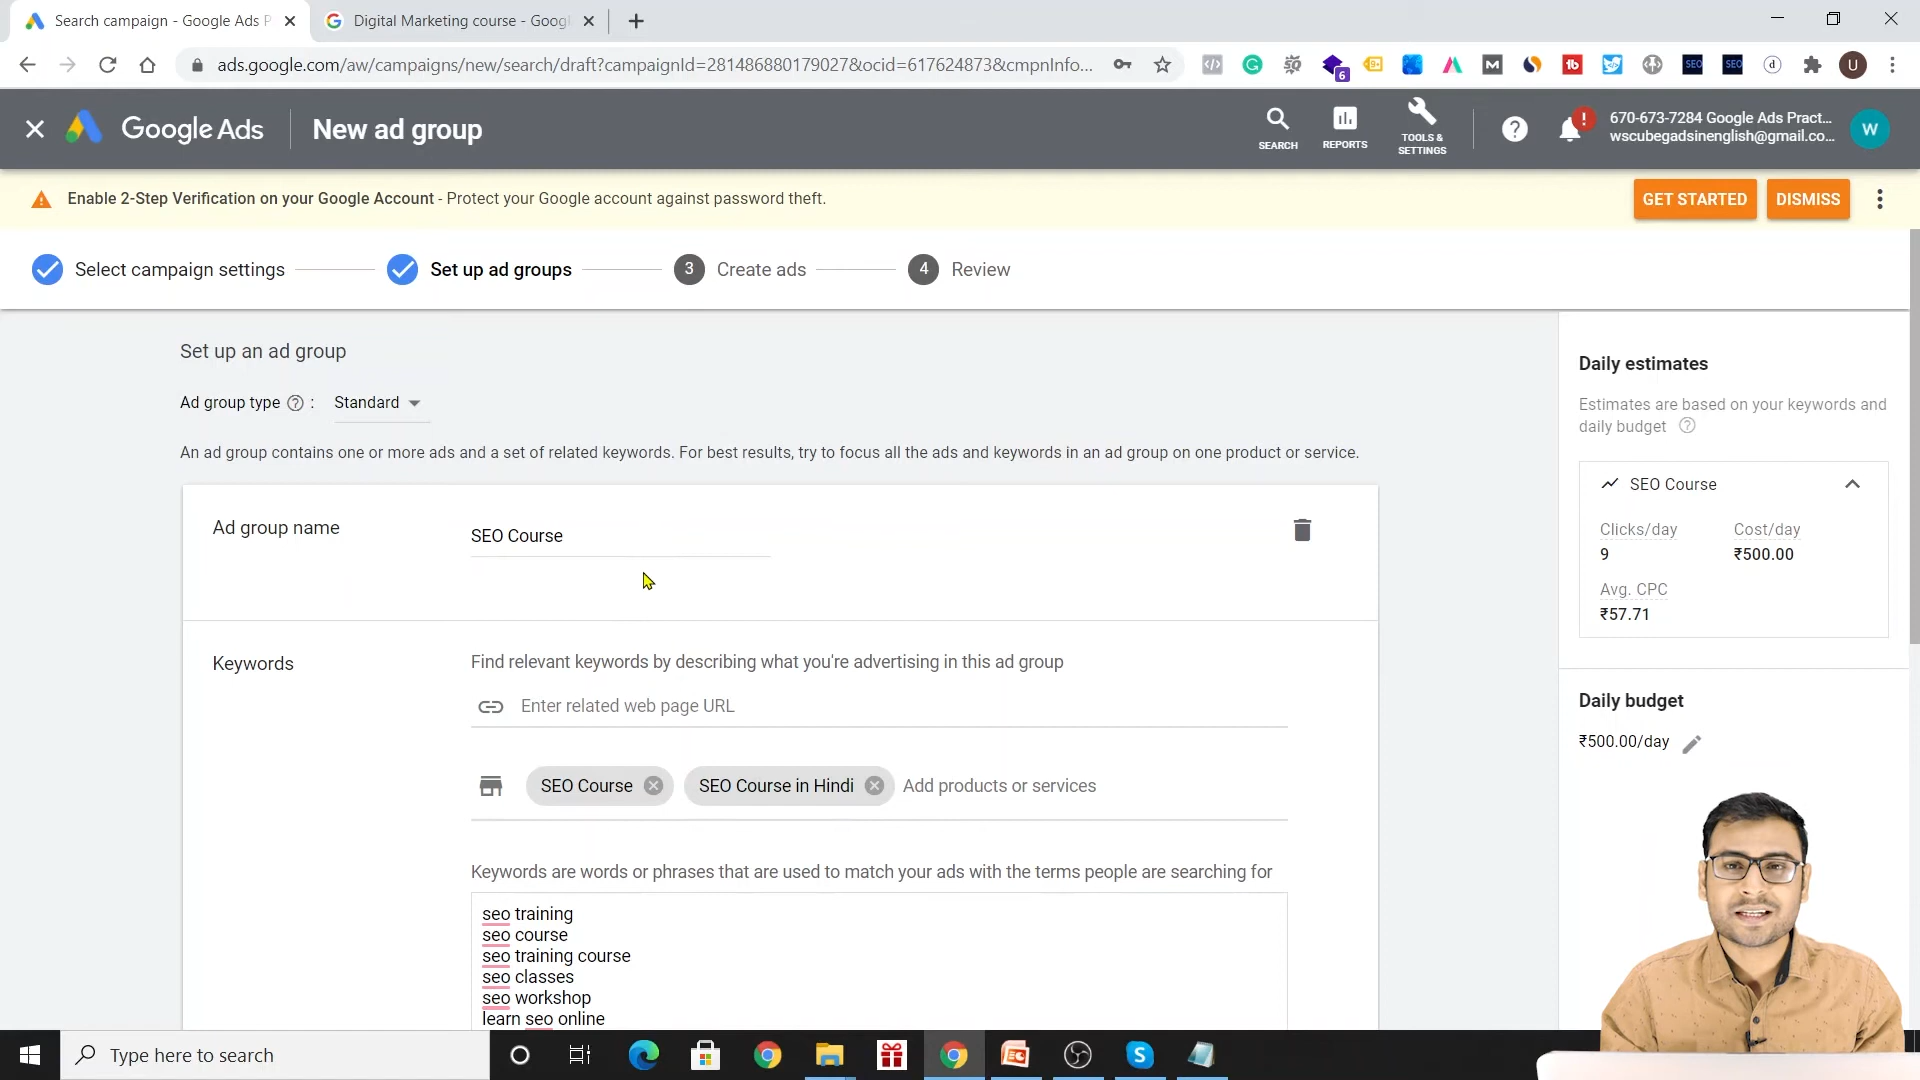 Search campaign - Google Ads P
Digital Marketing course - Goog
ads.google.com/aw/campaigns/new/search/draft?campaignId=281486880179027&ocid=617624873&cmpnInfo...
6
SEO
SEO
U
Google Ads
New ad group
SEARCH
REPORTS
TOOLS &
SETTINGS
670-673-7284 Google Ads Pract...
wscubegadsinenglish@gmail.co...
W
Enable 2-Step Verification on your Google Account - Protect your Google account against password theft.
GET STARTED
DISMISS
Select campaign settings
Set up ad groups
3
Create ads
4
Review
Set up an ad group
Ad group type ? :
Standard
An ad group contains one or more ads and a set of related keywords. For best results, try to focus all the ads and keywords in an ad group on one product or service.
Ad group name
SEO Course
Keywords
Find relevant keywords by describing what you're advertising in this ad group
Enter related web page URL
SEO Course
SEO Course in Hindi
Add products or services
Keywords are words or phrases that are used to match your ads with the terms people are searching for
seo training
seo course
seo training course
seo classes
seo workshop
learn seo online
Daily estimates
Estimates are based on your keywords and
daily budget ?
SEO Course
Clicks/day
Cost/day
9
₹500.00
Avg. CPC
₹57.71
Daily budget
₹500.00/day
Type here to search